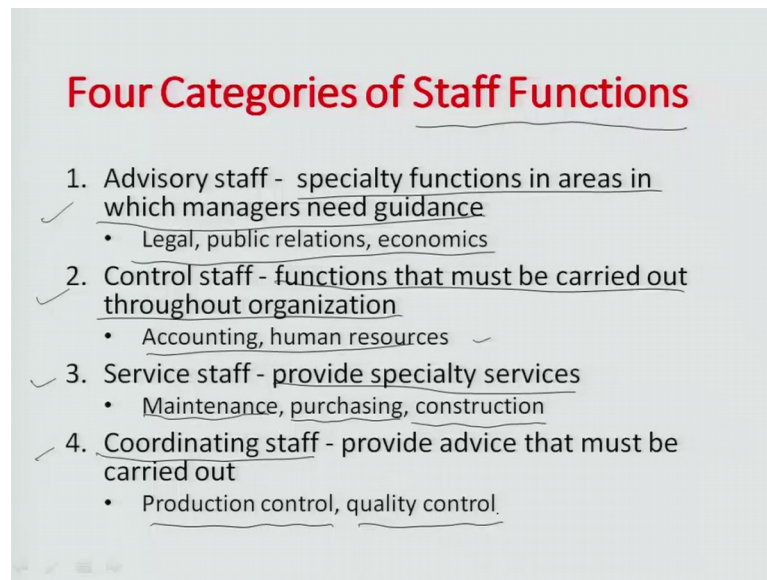 Four Categories of Staff Functions
1. Advisory staff - specialty functions in areas in
which managers need guidance
• Legal, public relations, economics
2. Control staff - functions that must be carried out
throughout organization
• Accounting, human resources
3. Service staff - provide specialty services
• Maintenance, purchasing, construction
4. Coordinating staff - provide advice that must be
carried out
• Production control, quality control.